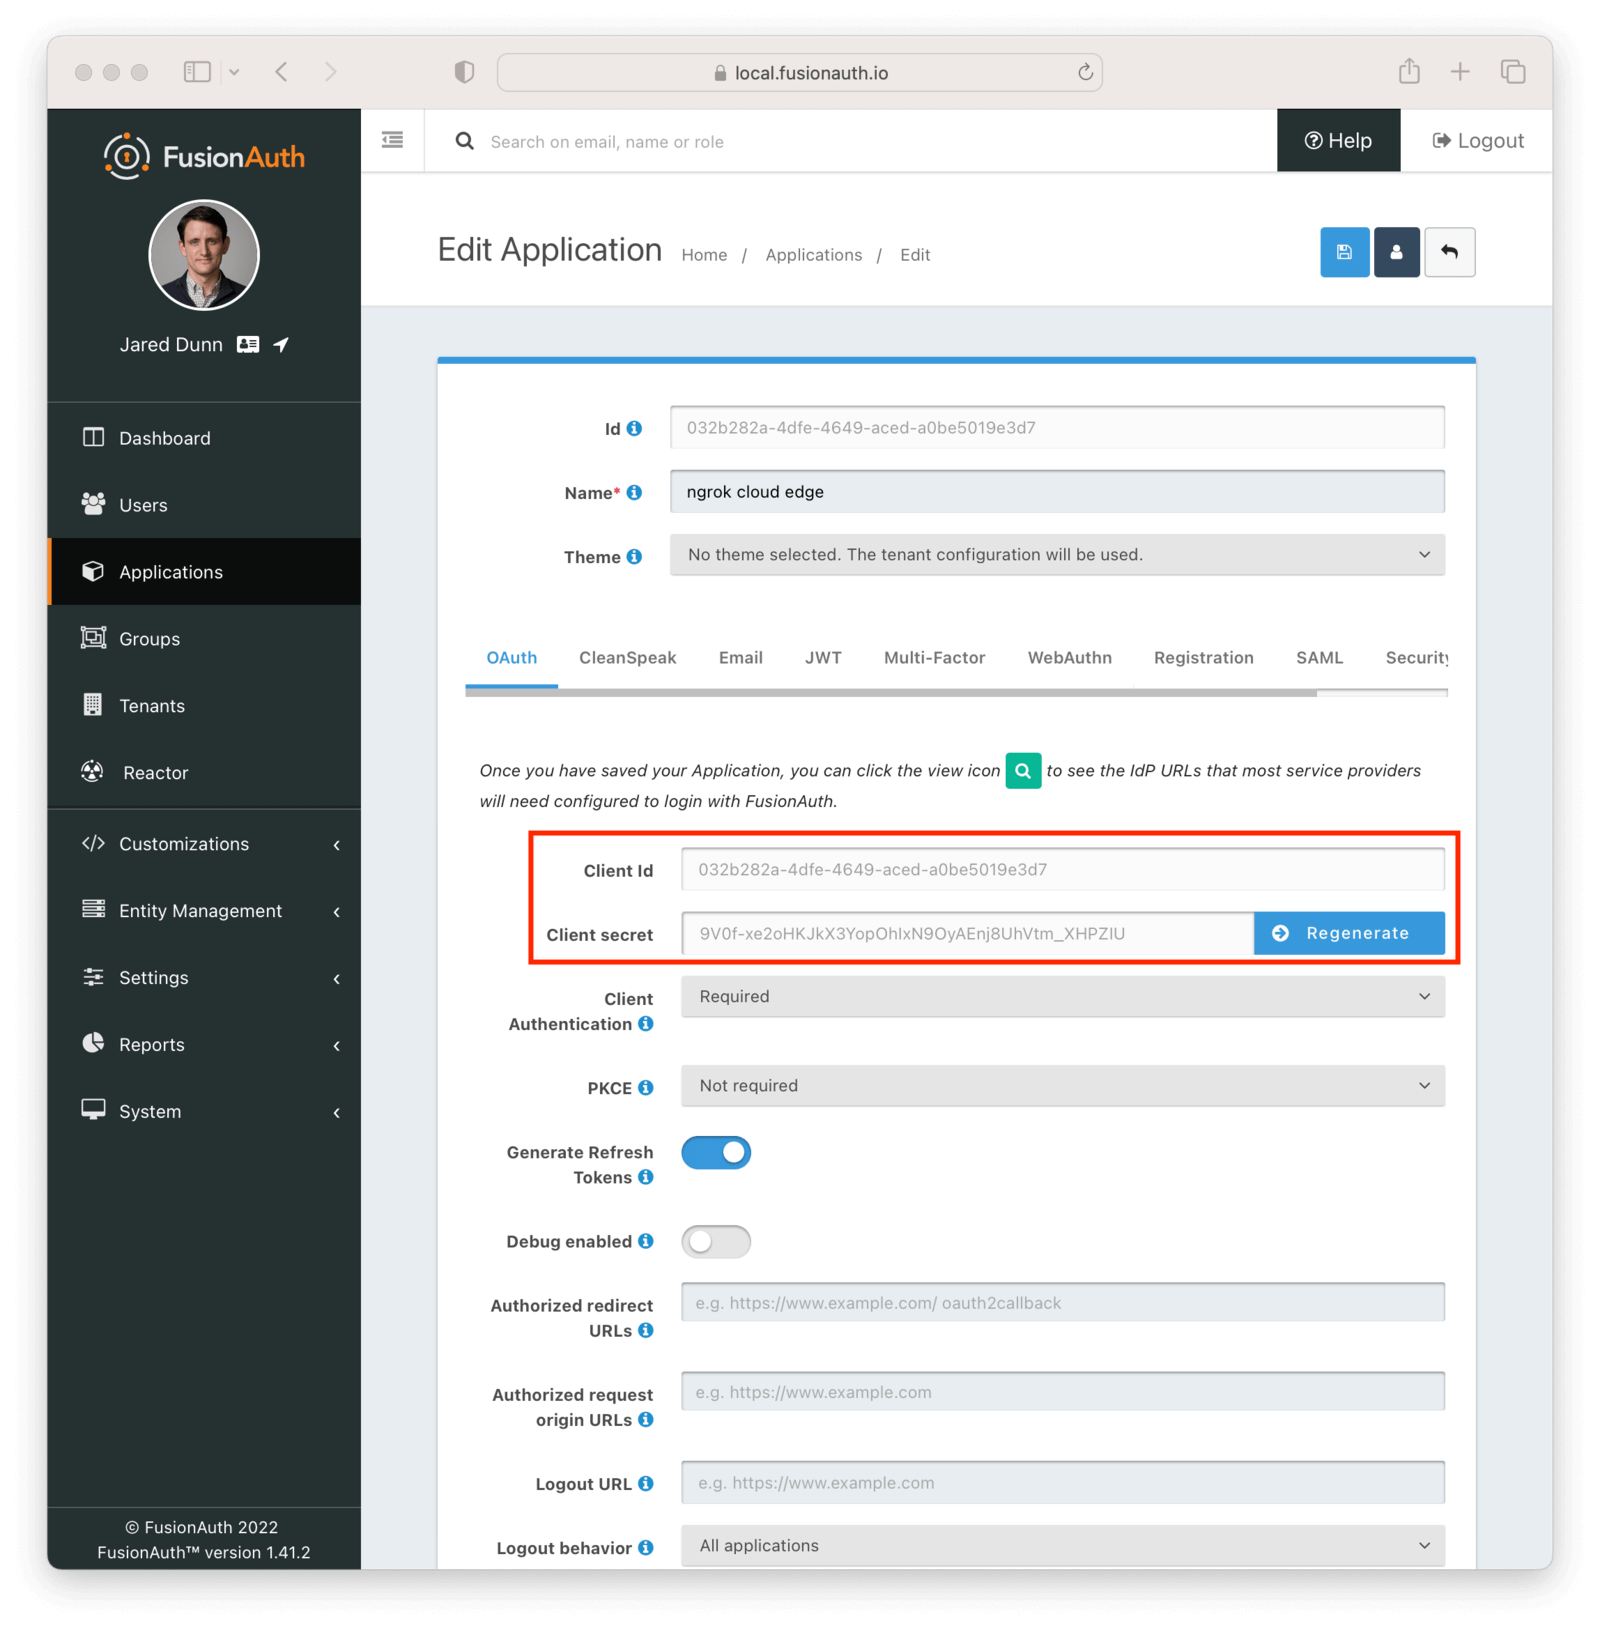 local.fusionauth.io
FusionAuth
Search on email, name or role
Help
Logout
Jared Dunn
Edit Application
Home / Applications / Edit
Dashboard
Users
Applications
Groups
Tenants
Reactor
Customizations
Entity Management
Settings
Reports
System
© FusionAuth 2022
FusionAuth™ version 1.41.2
Id
032b282a-4dfe-4649-aced-a0be5019e3d7
Name*
ngrok cloud edge
Theme
No theme selected. The tenant configuration will be used.
OAuth CleanSpeak Email JWT Multi-Factor WebAuthn Registration SAML Security
Once you have saved your Application, you can click the view icon to see the IdP URLs that most service providers
will need configured to login with FusionAuth.
Client Id
032b282a-4dfe-4649-aced-a0be5019e3d7
Client secret
9V0f-xe2oHKJkX3YopOhIxN9OyAEnj8UhVtm_XHPZIU
Regenerate
Client
Authentication
Required
PKCE
Not required
Generate Refresh
Tokens
Debug enabled
Authorized redirect
URLs
e.g. https://www.example.com/ oauth2callback
Authorized request
origin URLs
e.g. https://www.example.com
Logout URL
e.g. https://www.example.com
Logout behavior
All applications